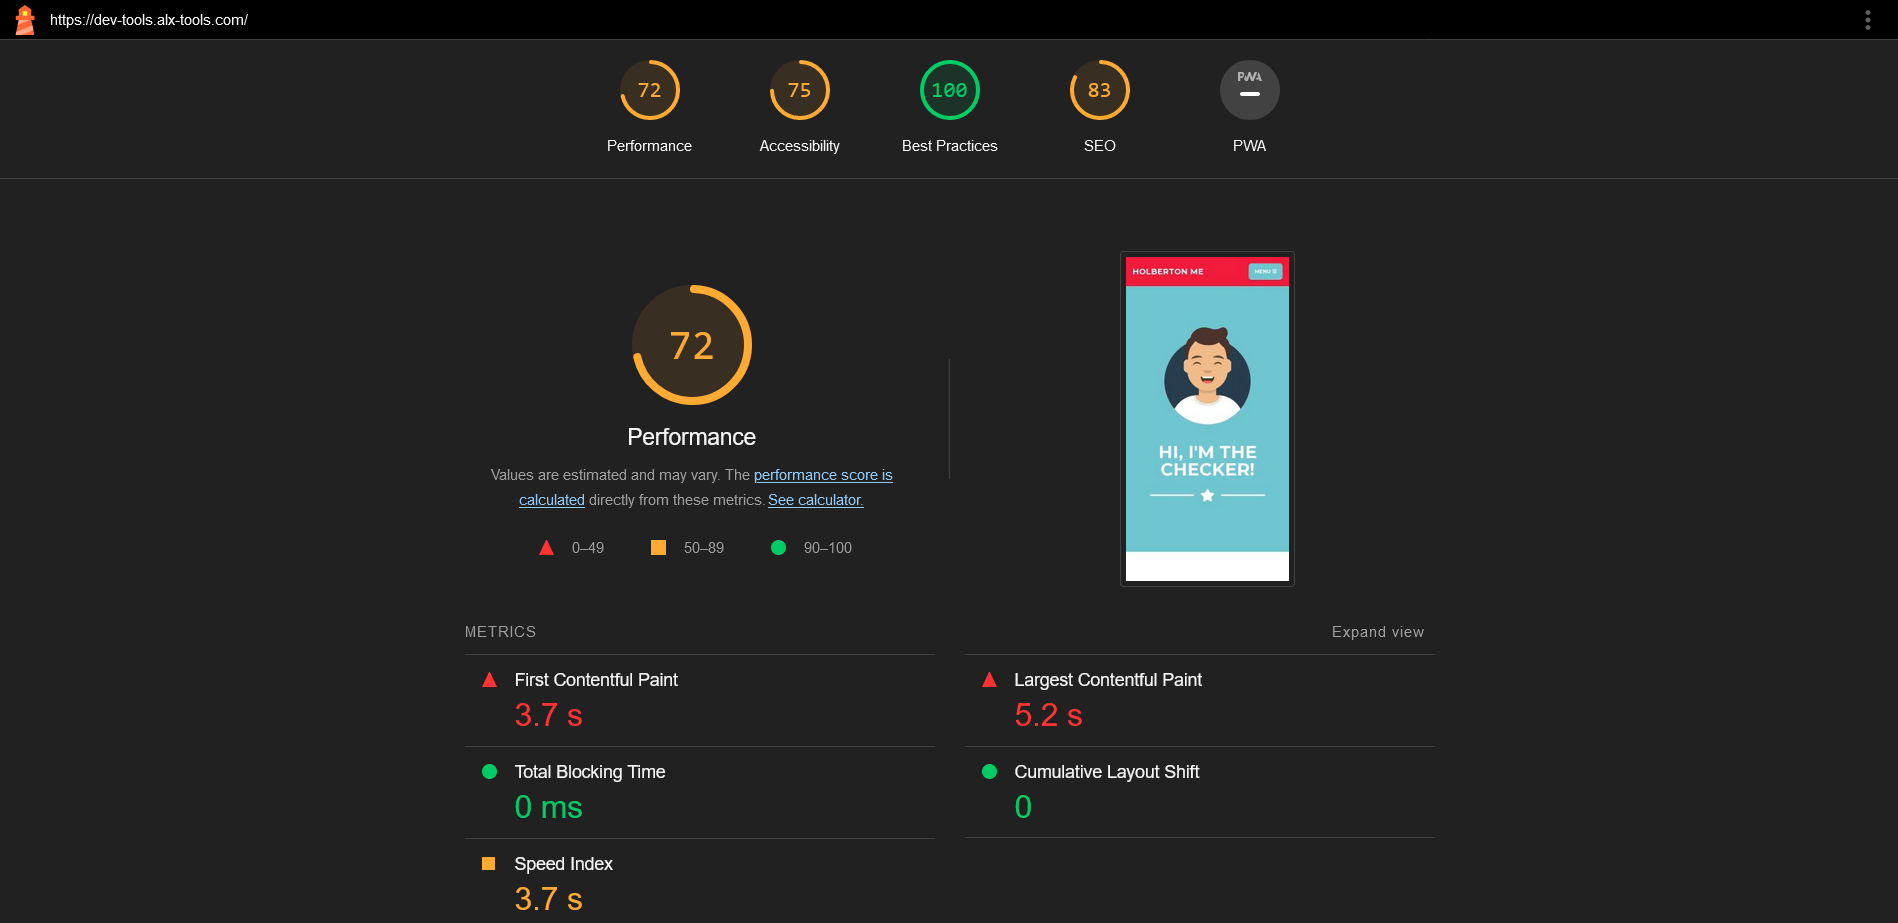 https://dev-tools.alx-tools.com/
72
75
100
83
PWA
Performance
Accessibility
Best Practices
SEO
PWA
72
Performance
Values are estimated and may vary. The performance score is
calculated directly from these metrics. See calculator.
0–49
50–89
90–100
HOLBERTON ME
MENU
HI, I'M THE
CHECKER!
METRICS
Expand view
First Contentful Paint
3.7 s
Largest Contentful Paint
5.2 s
Total Blocking Time
0 ms
Cumulative Layout Shift
0
Speed Index
3.7 s